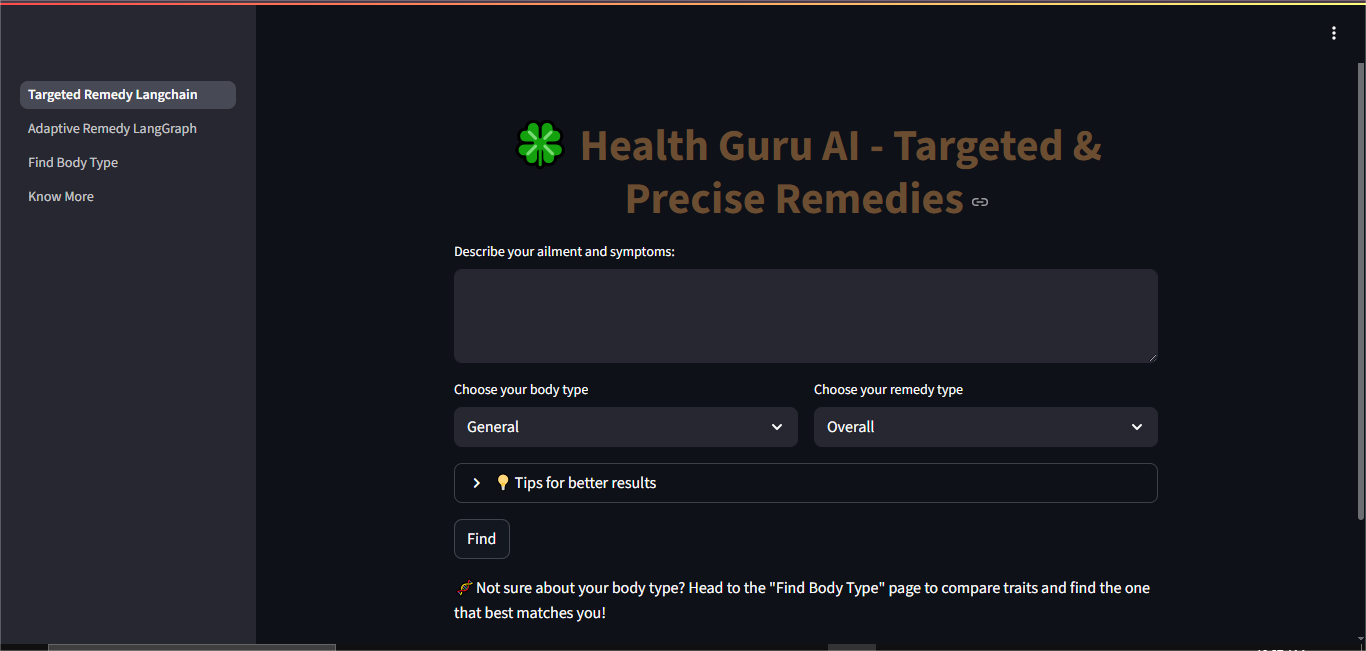 Targeted Remedy Langchain
Adaptive Remedy LangGraph
Find Body Type
Know More
Health Guru AI - Targeted &
Precise Remedies
Describe your ailment and symptoms:
Choose your body type
Choose your remedy type
General
Overall
Tips for better results
Find
Not sure about your body type? Head to the "Find Body Type" page to compare traits and find the one
that best matches you!